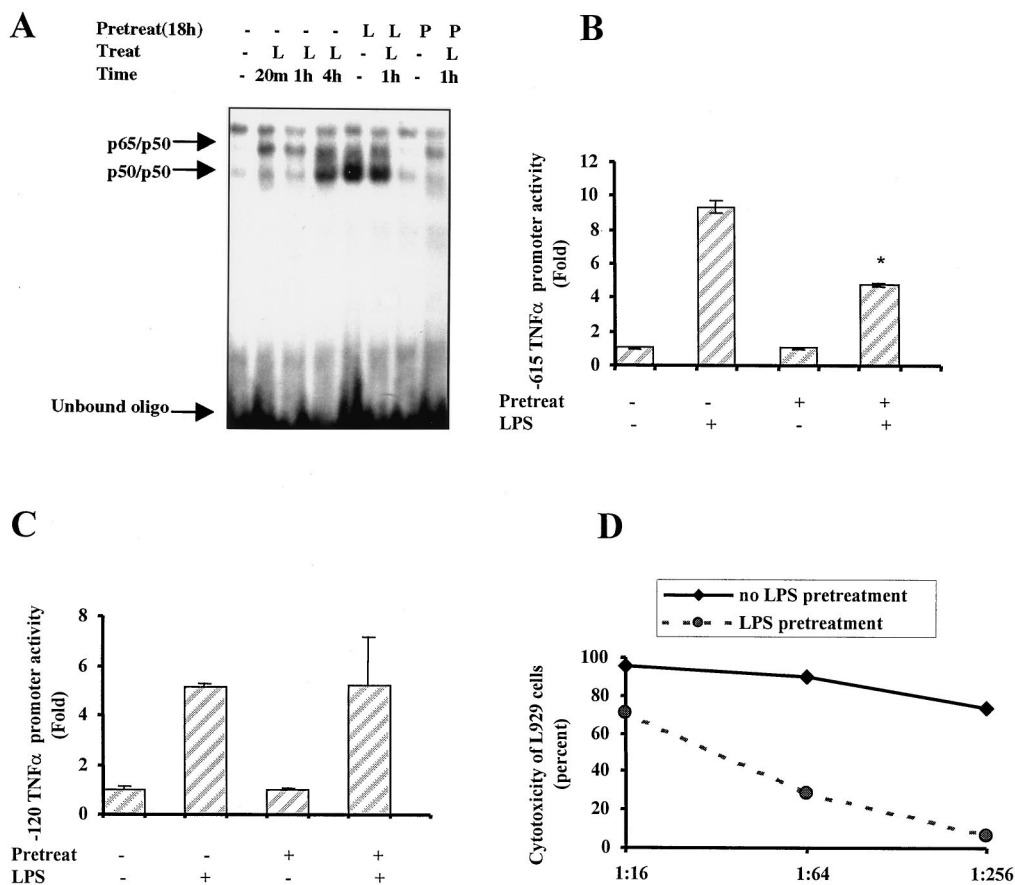 A
Pretreat(18h) - - - - L L P P
Treat - L L L - L - L
Time - 20m 1h 4h - 1h - 1h
p65/p50
p50/p50
Unbound oligo
B
-615 TNFα promoter activity
(Fold)
12
10
8
6
4
2
0
*
Pretreat - - + +
LPS - + - +
C
-120 TNFα promoter activity
(Fold)
8
6
4
2
0
Pretreat - - + +
LPS - + - +
D
no LPS pretreatment
LPS pretreatment
Cytotoxicity of L929 cells
(percent)
100
80
60
40
20
0
1:16 1:64 1:256